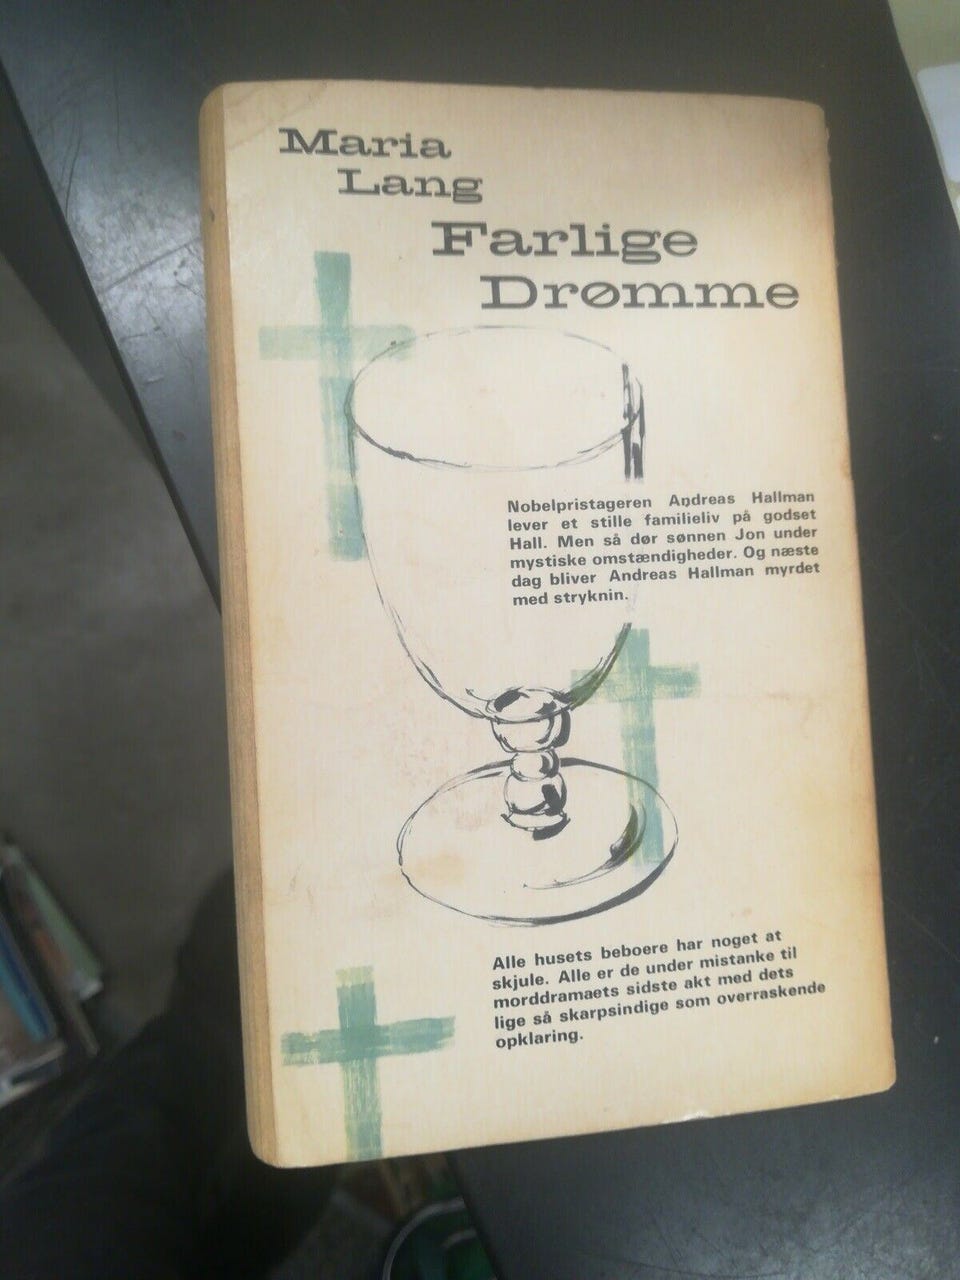 Maria
Lang
Farlige
Drømme
Nobelpristageren Andreas Hallman
lever et stille familieliv på godset
Hall. Men så dør sønnen Jon under
mystiske omstændigheder. Og næste
dag bliver Andreas Hallman myrdet
med stryknin.
Alle husets beboere har noget at
skjule. Alle er de under mistanke til
morddramaets sidste akt med dets
lige så skarpsindige som overraskende
opklaring.